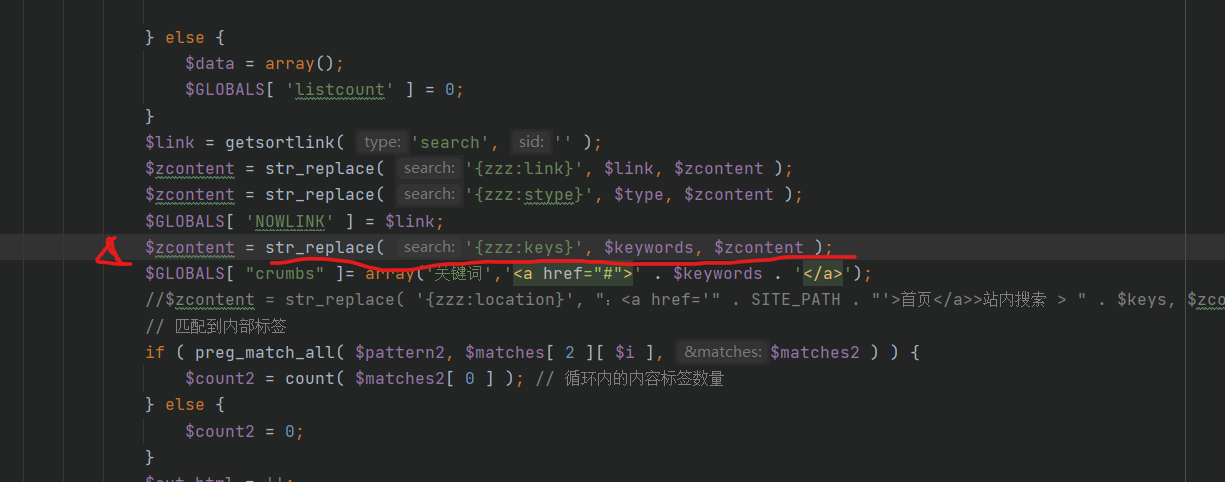 } else {
$data = array();
$GLOBALS[ 'listcount' ] = 0;
}
$link = getsortlink( type: 'search', sid: '' );
$zcontent = str_replace( search: '{zzz:link}', $link, $zcontent );
$zcontent = str_replace( search: '{zzz:stype}', $type, $zcontent );
$GLOBALS[ 'NOWLINK' ] = $link;
$zcontent = str_replace( search: '{zzz:keys}', $keywords, $zcontent );
$GLOBALS[ "crumbs" ]= array('关键词','<a href="#">' . $keywords . '</a>');
//$zcontent = str_replace( '{zzz:location}', "：<a href='" . SITE_PATH . "'>首页</a>>站内搜索 > " . $keys, $zco
// 匹配到内部标签
if ( preg_match_all( $pattern2, $matches[ 2 ][ $i ], &matches: $matches2 ) ) {
$count2 = count( $matches2[ 0 ] ); // 循环内的内容标签数量
} else {
$count2 = 0;
}